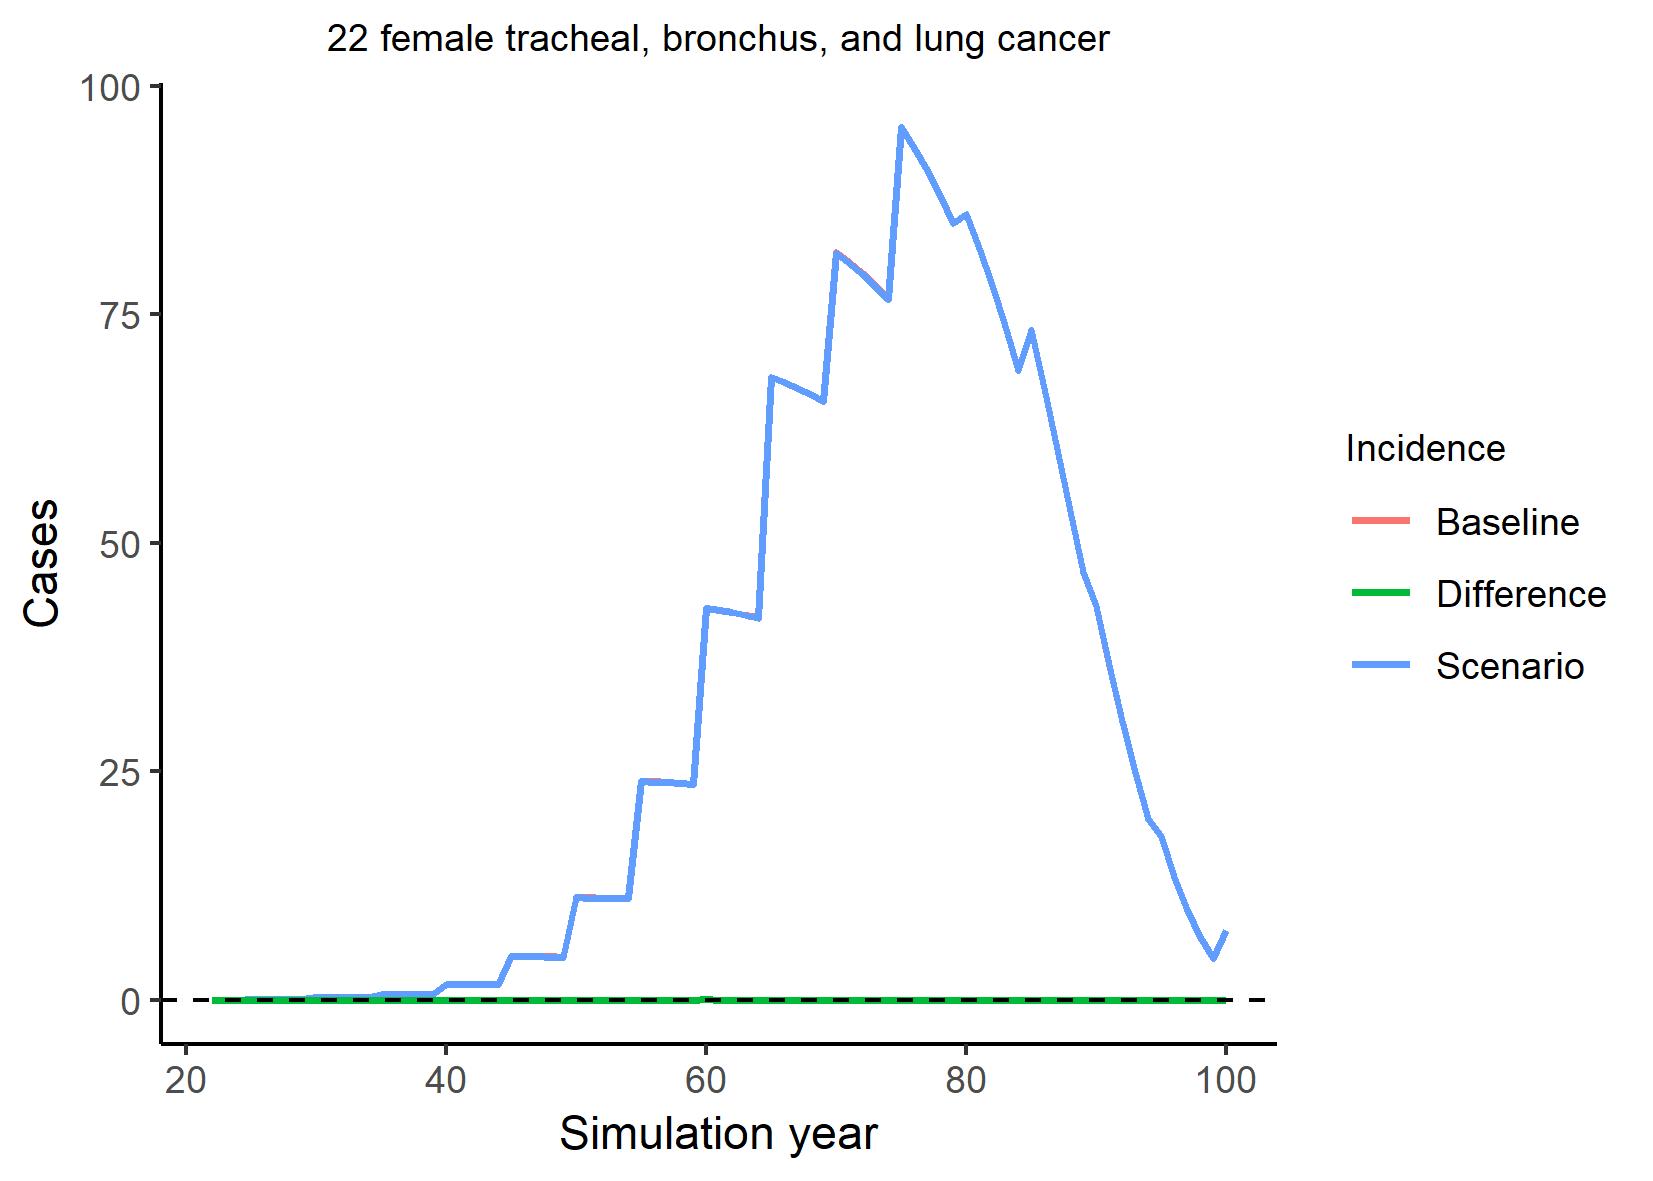 22 female tracheal, bronchus, and lung cancer
100
75
50
25
0
Cases
20 40 60 80 100
Simulation year
Incidence
Baseline
Difference
Scenario